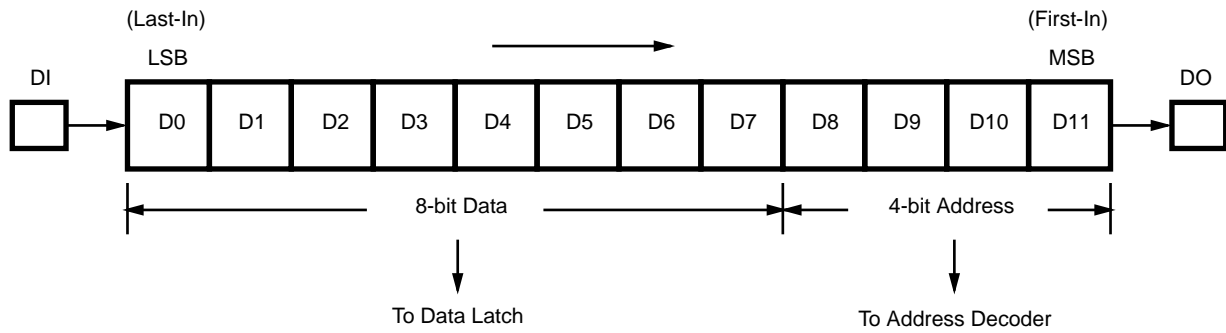 (Last-In) (First-In)
LSB MSB
DI DO
D0 D1 D2 D3 D4 D5 D6 D7 D8 D9 D10 D11
8-bit Data 4-bit Address
To Data Latch To Address Decoder